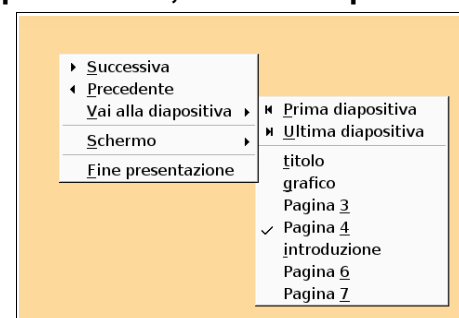 Successiva
Precedente
Vai alla diapositiva
Schermo
Fine presentazione
Prima diapositiva
Ultima diapositiva
titolo
grafico
Pagina 3
Pagina 4
introduzione
Pagina 6
Pagina 7